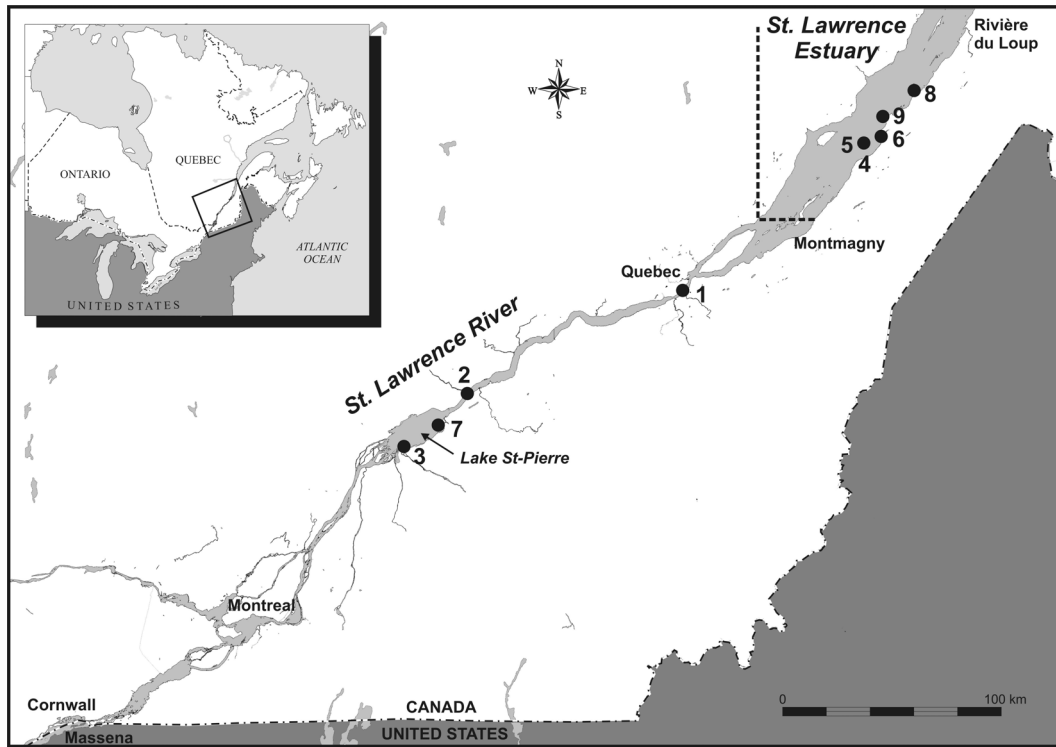 ONTARIO
QUEBEC
ATLANTIC
OCEAN
UNITED STATES
N
W E
S
St. Lawrence
Estuary
Rivière
du Loup
8
9
5
6
4
Montmagny
Quebec
1
St. Lawrence River
2
7
3
Lake St-Pierre
Montreal
Cornwall
Massena
CANADA
UNITED STATES
0 100 km